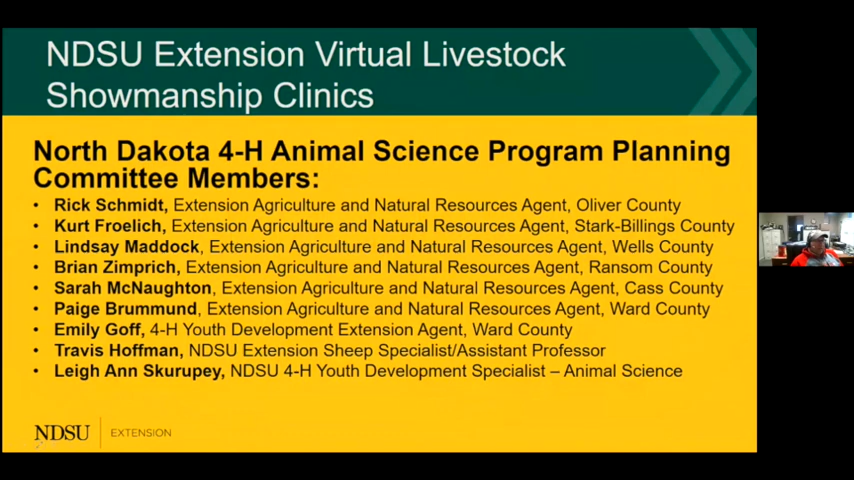 NDSU Extension Virtual Livestock
Showmanship Clinics
North Dakota 4-H Animal Science Program Planning
Committee Members:
• Rick Schmidt, Extension Agriculture and Natural Resources Agent, Oliver County
• Kurt Froelich, Extension Agriculture and Natural Resources Agent, Stark-Billings County
• Lindsay Maddock, Extension Agriculture and Natural Resources Agent, Wells County
• Brian Zimprich, Extension Agriculture and Natural Resources Agent, Ransom County
• Sarah McNaughton, Extension Agriculture and Natural Resources Agent, Cass County
• Paige Brummund, Extension Agriculture and Natural Resources Agent, Ward County
• Emily Goff, 4-H Youth Development Extension Agent, Ward County
• Travis Hoffman, NDSU Extension Sheep Specialist/Assistant Professor
• Leigh Ann Skurupey, NDSU 4-H Youth Development Specialist – Animal Science
NDSU EXTENSION